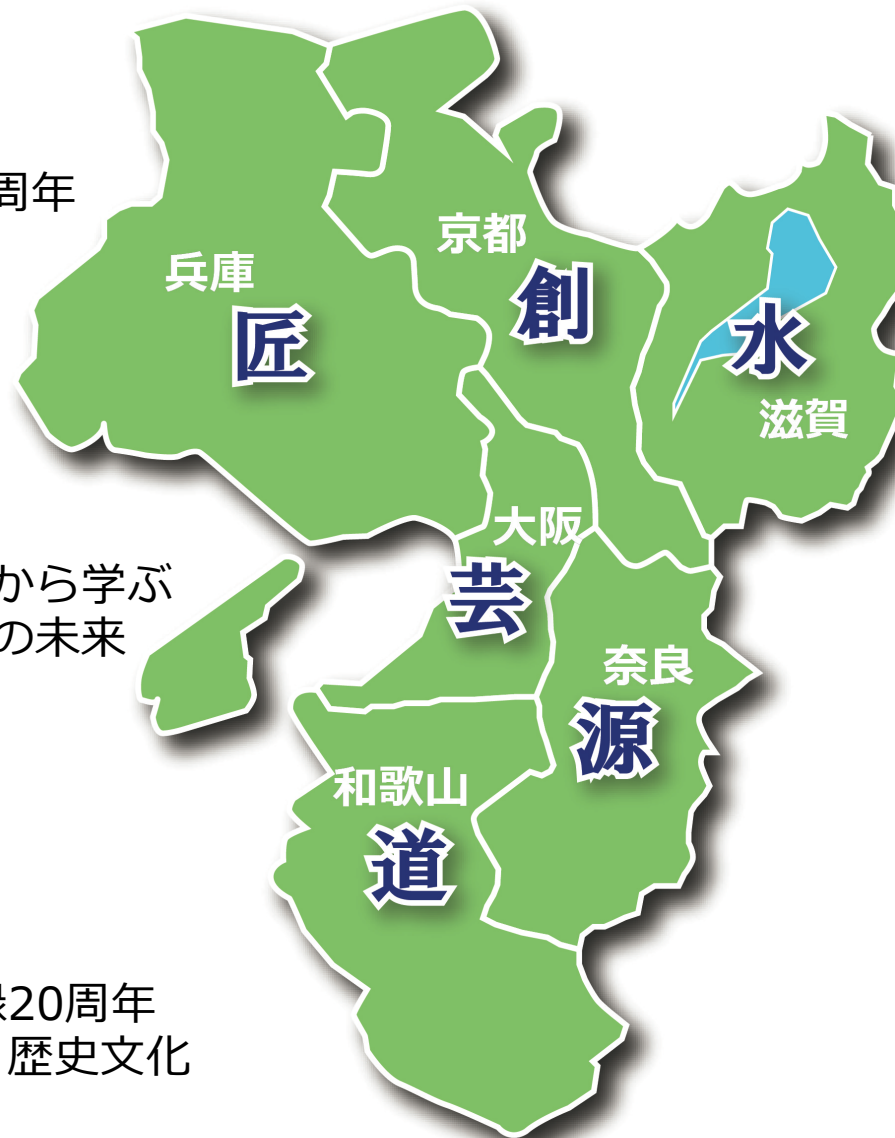 周年
京都
創
兵庫
匠
水
滋賀
大阪
芸
から学ぶ
の未来
奈良
源
和歌山
道
録20周年
歴史文化